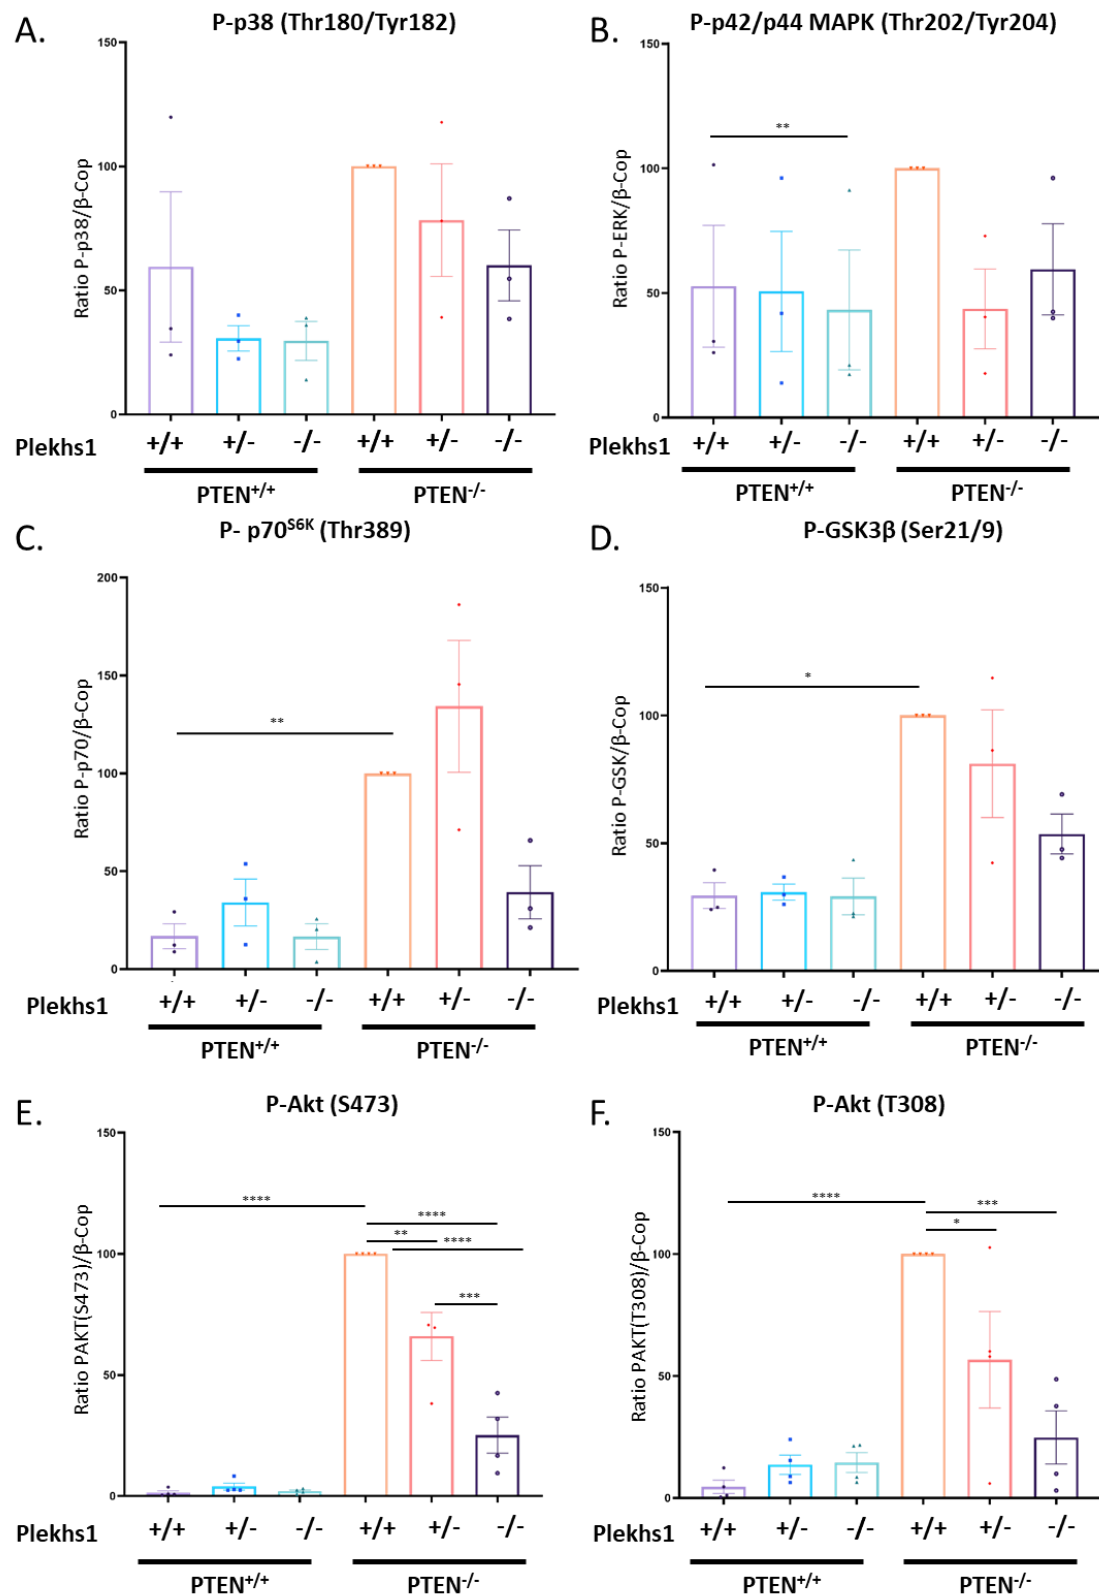 A.
P-p38 (Thr180/Tyr182)
150
100
50
0
Ratio P-p38/β-Cop
Plekhs1
+/+ +/- -/- +/+ +/- -/-
PTEN+/+ PTEN-/-
B.
P-p42/p44 MAPK (Thr202/Tyr204)
150
100
50
0
Ratio P-ERK/β-Cop
**
Plekhs1
+/+ +/- -/- +/+ +/- -/-
PTEN+/+ PTEN-/-
C.
P- p70S6K (Thr389)
200
150
100
50
0
Ratio P-p70/β-Cop
**
Plekhs1
+/+ +/- -/- +/+ +/- -/-
PTEN+/+ PTEN-/-
D.
P-GSK3β (Ser21/9)
150
100
50
0
Ratio P-GSK/β-Cop
*
Plekhs1
+/+ +/- -/- +/+ +/- -/-
PTEN+/+ PTEN-/-
E.
P-Akt (S473)
150
100
50
0
Ratio PAKT(S473)/β-Cop
****
****
**
****
***
Plekhs1
+/+ +/- -/- +/+ +/- -/-
PTEN+/+ PTEN-/-
F.
P-Akt (T308)
150
100
50
0
Ratio PAKT(T308)/β-Cop
****
***
*
Plekhs1
+/+ +/- -/- +/+ +/- -/-
PTEN+/+ PTEN-/-